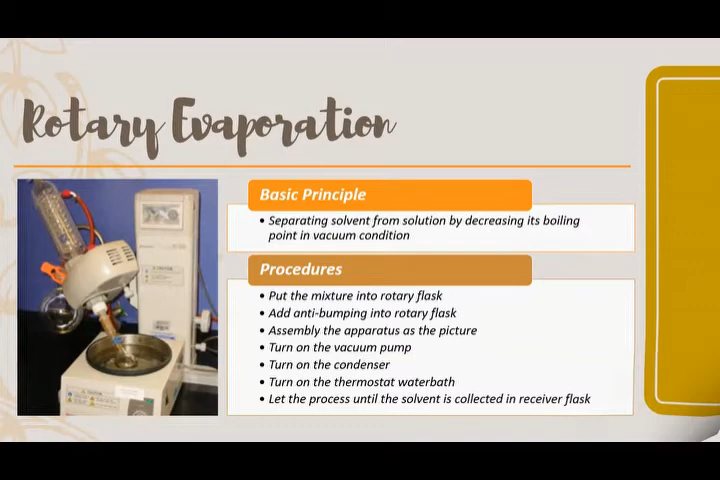 Rotary Evaporation
Basic Principle
• Separating solvent from solution by decreasing its boiling
point in vacuum condition
Procedures
• Put the mixture into rotary flask
• Add anti-bumping into rotary flask
• Assembly the apparatus as the picture
• Turn on the vacuum pump
• Turn on the condenser
• Turn on the thermostat waterbath
• Let the process until the solvent is collected in receiver flask